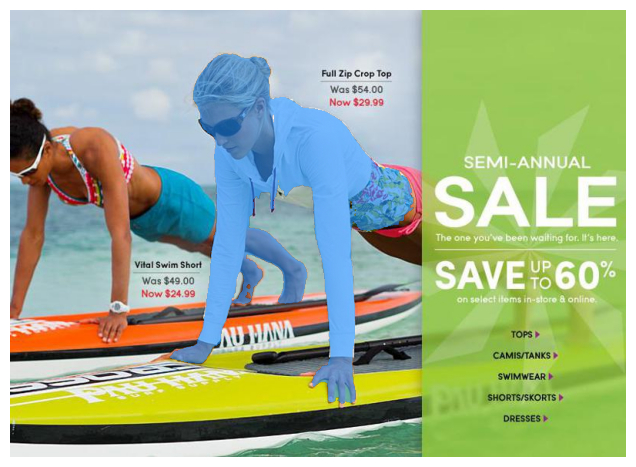 Full Zip Crop Top
Was $54.00
Now $29.99
Vital Swim Short
Was $49.00
Now $24.99
SEMI-ANNUAL
SALE
The one you've been waiting for. It's here.
SAVE UP TO 60%
on select items in-store & online.
TOPS
CAMIS/TANKS
SWIMWEAR
SHORTS/SKORTS
DRESSES